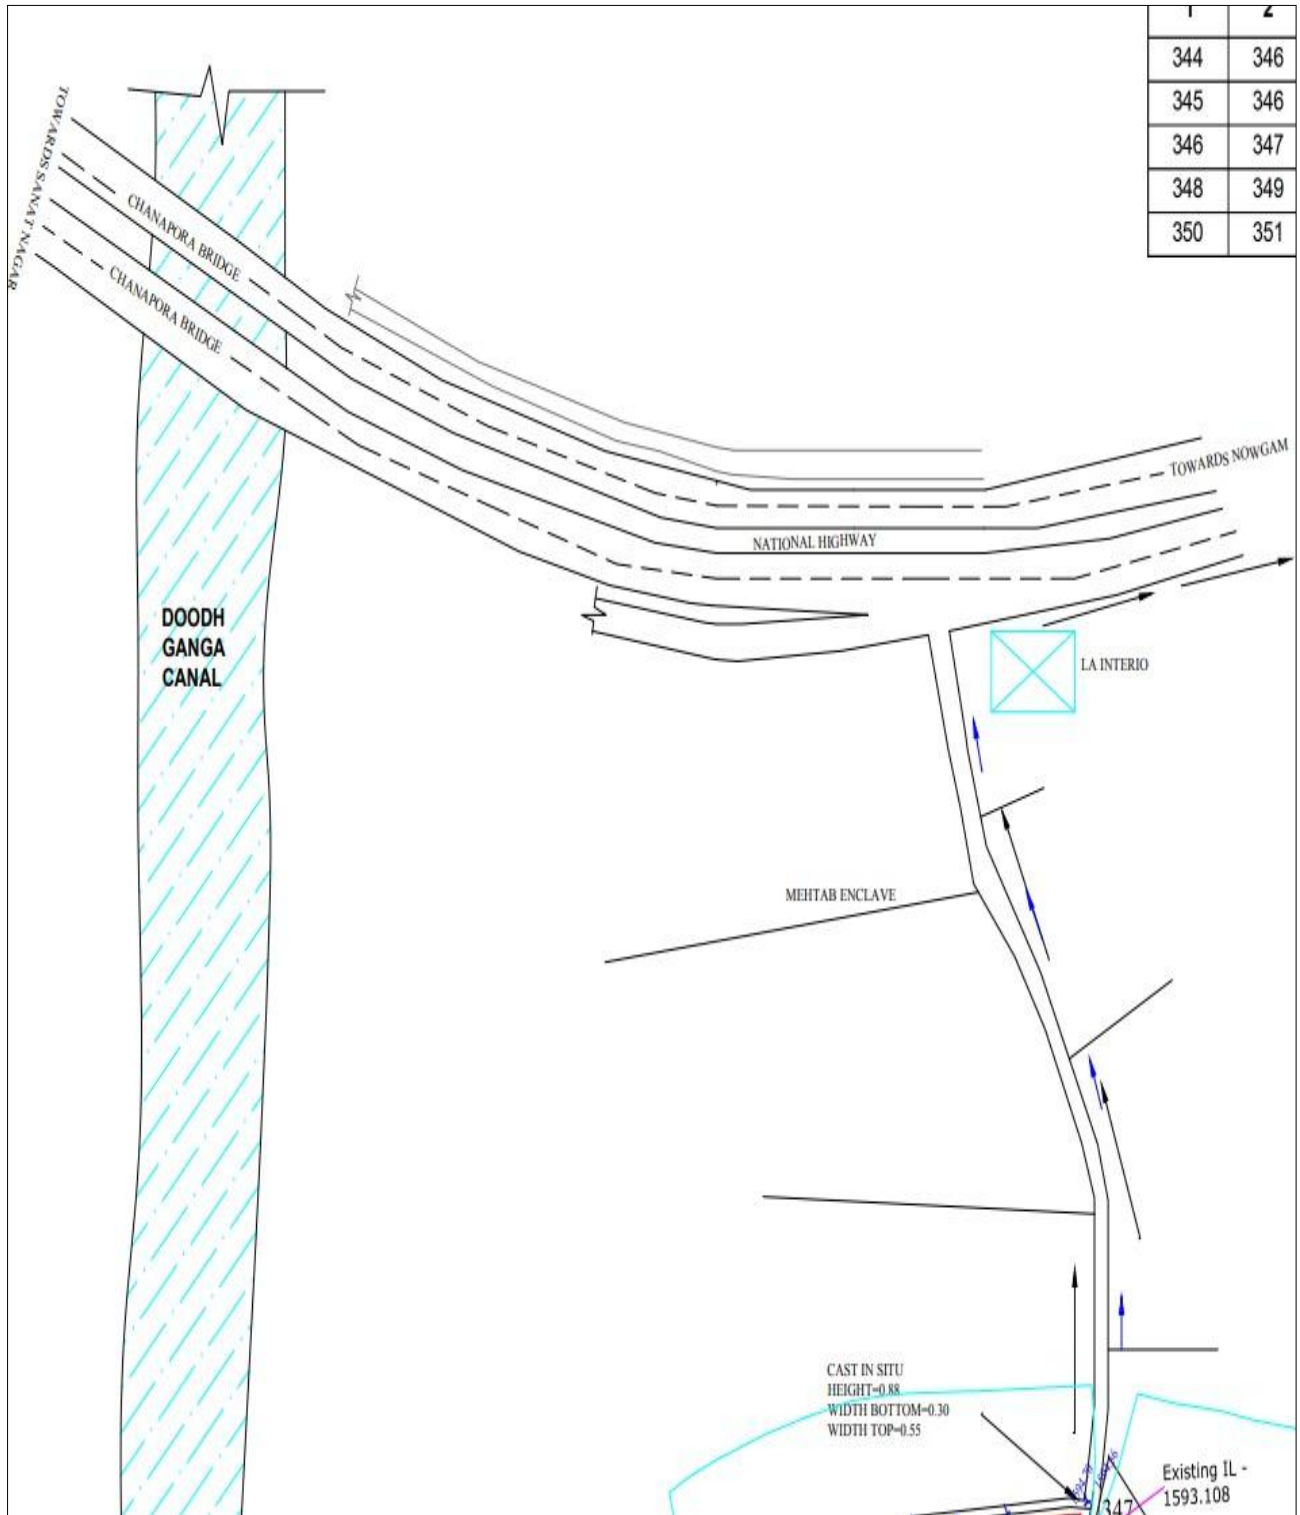 1 2
344 346
345 346
346 347
348 349
350 351
TOWARDS SANAT NAGAR
CHANAPORA BRIDGE
CHANAPORA BRIDGE
TOWARDS NOWGAM
NATIONAL HIGHWAY
DOODH
GANGA
CANAL
LA INTERIO
MEHTAB ENCLAVE
CAST IN SITU
HEIGHT=0.88
WIDTH BOTTOM=0.30
WIDTH TOP=0.55
Existing IL -
1593.108
347